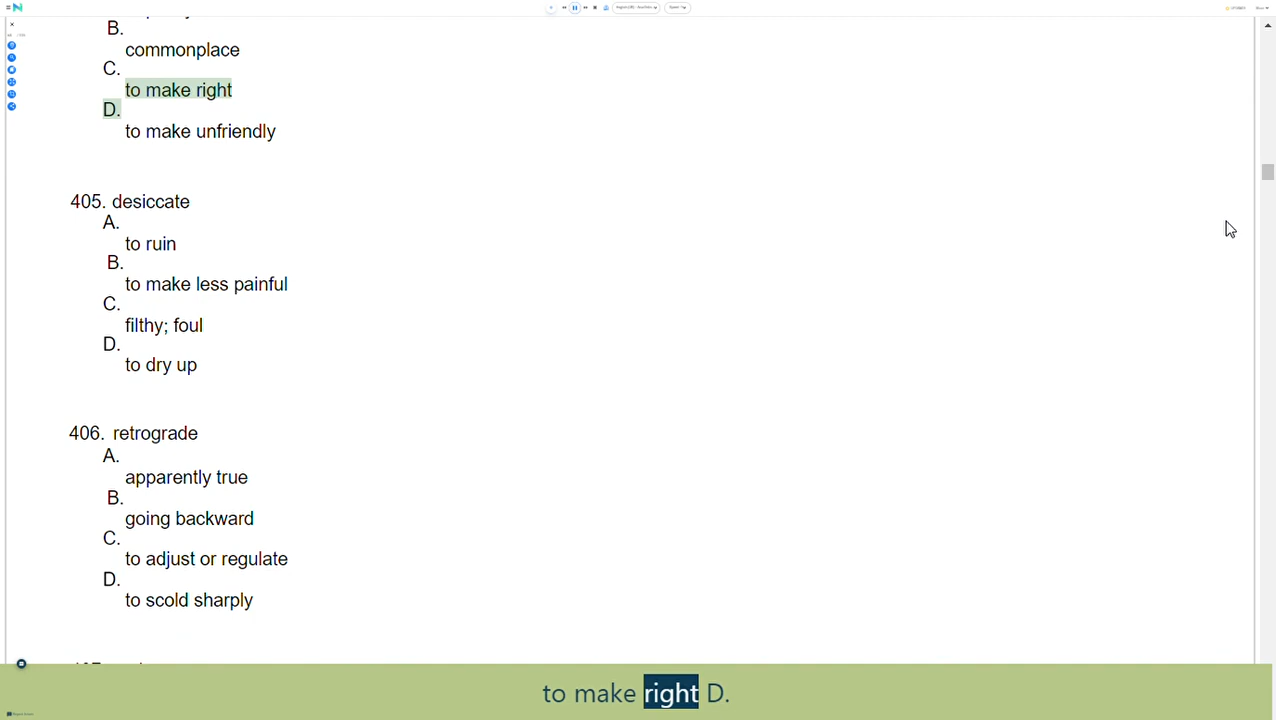 B.
commonplace
C.
to make right
D.
to make unfriendly
405. desiccate
A.
to ruin
B.
to make less painful
C.
filthy; foul
D.
to dry up
406. retrograde
A.
apparently true
B.
going backward
C.
to adjust or regulate
D.
to scold sharply
to make right D.